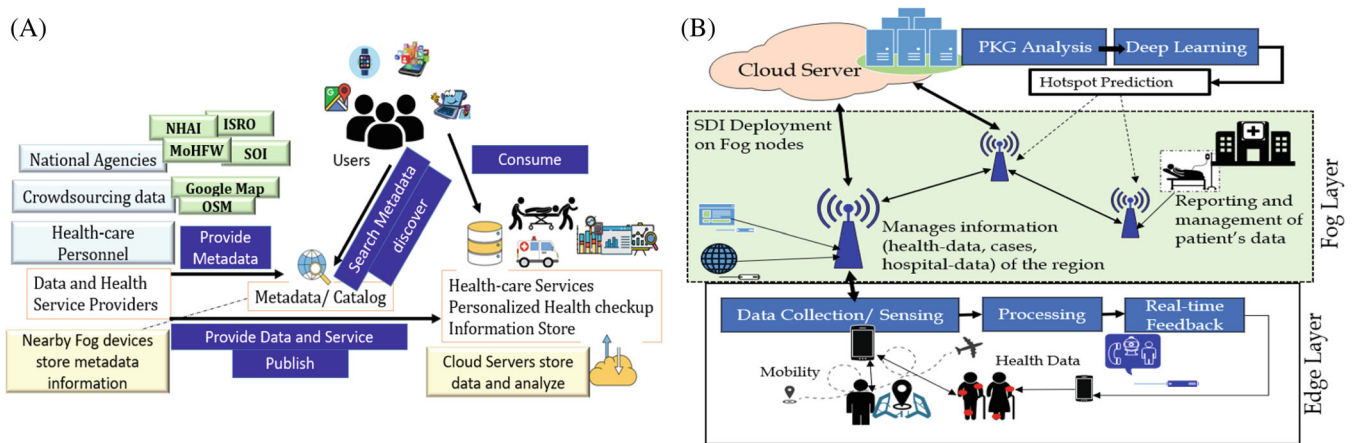 (A)
NHAI
ISRO
MoHFW
SOI
National Agencies
Crowdsourcing data
Google Map
OSM
Health-care
Personnel
Provide
Metadata
Data and Health
Service Providers
Nearby Fog devices
store metadata
information
Users
Search Metadata
discover
Consume
Metadata/ Catalog
Provide Data and Service
Publish
Health-care Services
Personalized Health checkup
Information Store
Cloud Servers store
data and analyze
(B)
Cloud Server
PKG Analysis
Deep Learning
Hotspot Prediction
SDI Deployment
on Fog nodes
Manages information
(health-data, cases,
hospital-data) of the region
Reporting and
management of
patient's data
Fog Layer
Data Collection/ Sensing
Processing
Real-time
Feedback
Mobility
Health Data
Edge Layer